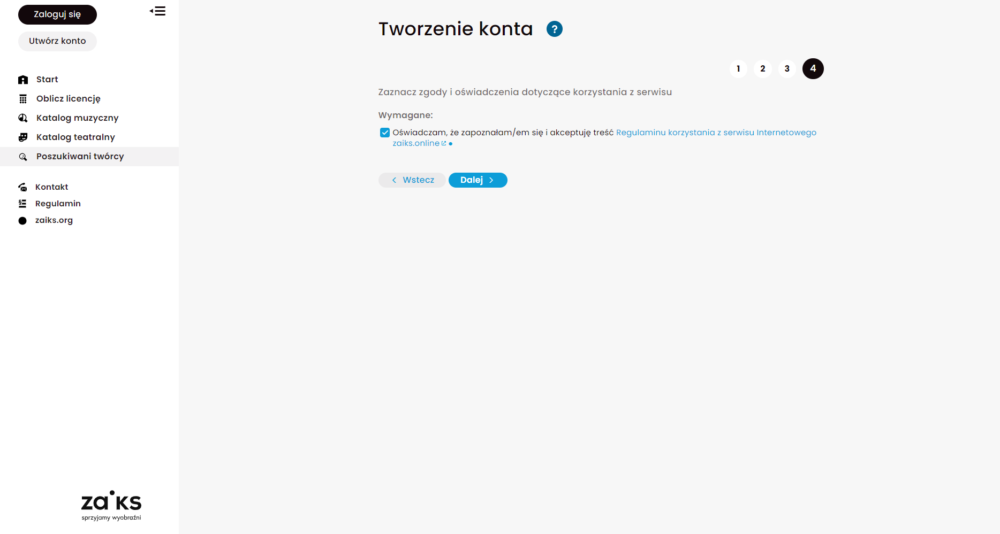 Zaloguj się
Utwórz konto
Start
Oblicz licencję
Katalog muzyczny
Katalog teatralny
Poszukiwani twórcy
Kontakt
Regulamin
zaiks.org
zaiks
sprzyjamy wyobraźni
Tworzenie konta ?
1 2 3 4
Zaznacz zgody i oświadczenia dotyczące korzystania z serwisu
Wymagane:
Oświadczam, że zapoznałam/em się i akceptuję treść Regulaminu korzystania z serwisu Internetowego
zaiks.online
Wstecz Dalej